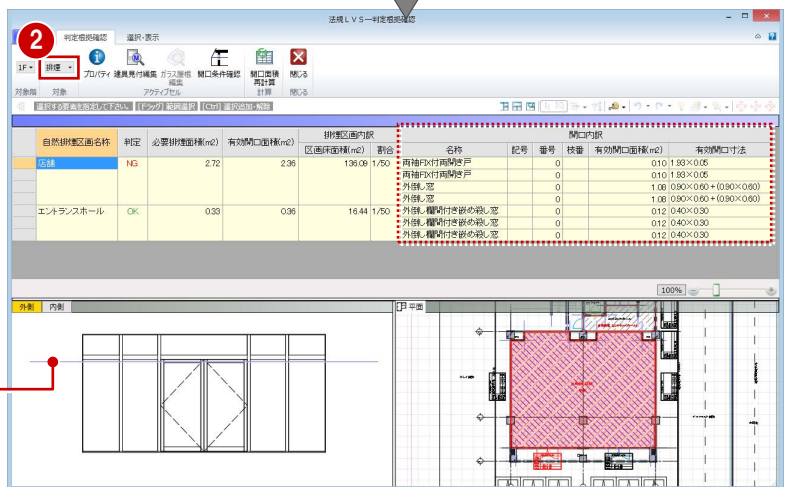 法規LVS―判定根拠確認
2
判定根拠確認 選択・表示
1F 排煙 プロパティ 建具見付編集 ガラス屋根編集 開口条件確認 開口面積再計算 閉じる
対象階 対象 アクティブセル 計算 閉じる
選択する要素を指定して下さい。 [ドラッグ] 範囲選択 [Ctrl] 選択追加・解除
自然排煙区画名称 判定 必要排煙面積(m2) 有効開口面積(m2) 排煙区画内訳 開口内訳
区画床面積(m2) 割合 名称 記号 番号 枝番 有効開口面積(m2) 有効開口寸法
店舗 NG 2.72 2.36 136.09 1/50 両袖FIX付両開き戸 0 0.10 1.93×0.05
両袖FIX付両開き戸 0 0.10 1.93×0.05
外倒し窓 0 1.08 0.90×0.60+(0.90×0.60)
外倒し窓 0 1.08 0.90×0.60+(0.90×0.60)
エントランスホール OK 0.33 0.36 16.44 1/50 外倒し欄間付き嵌め殺し窓 0 0.12 0.40×0.30
外倒し欄間付き嵌め殺し窓 0 0.12 0.40×0.30
外倒し欄間付き嵌め殺し窓 0 0.12 0.40×0.30
100%
外側 内側 平面